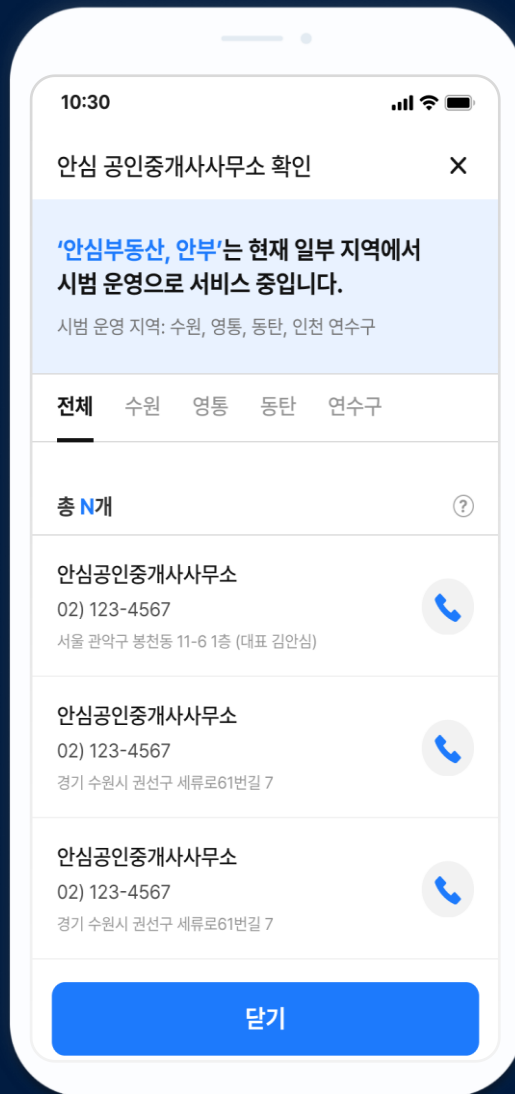 10:30
안심 공인중개사사무소 확인
‘안심부동산, 안부’는 현재 일부 지역에서
시범 운영으로 서비스 중입니다.
시범 운영 지역: 수원, 영통, 동탄, 인천 연수구
전체 수원 영통 동탄 연수구
총 N개 ?
안심공인중개사사무소
02) 123-4567
서울 관악구 봉천동 11-6 1층 (대표 김안심)
안심공인중개사사무소
02) 123-4567
경기 수원시 권선구 세류로61번길 7
안심공인중개사사무소
02) 123-4567
경기 수원시 권선구 세류로61번길 7
닫기